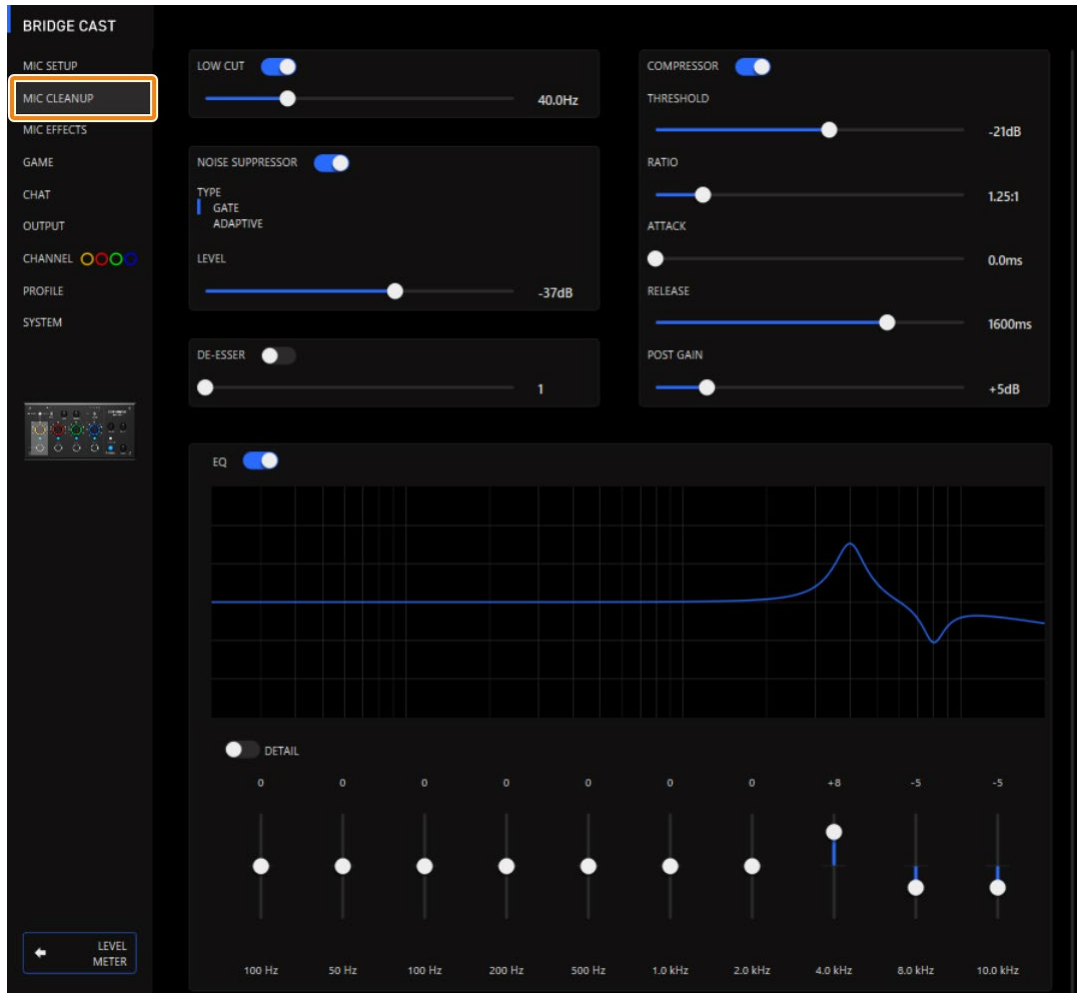 BRIDGE CAST
MIC SETUP
MIC CLEANUP
MIC EFFECTS
GAME
CHAT
OUTPUT
CHANNEL
PROFILE
SYSTEM
LEVEL
METER
LOW CUT
40.0Hz
NOISE SUPPRESSOR
TYPE
GATE
ADAPTIVE
LEVEL
-37dB
DE-ESSER
1
COMPRESSOR
THRESHOLD
-21dB
RATIO
1.25:1
ATTACK
0.0ms
RELEASE
1600ms
POST GAIN
+5dB
EQ
DETAIL
0 0 0 0 0 0 0 +8 -5 -5
100 Hz 50 Hz 100 Hz 200 Hz 500 Hz 1.0 kHz 2.0 kHz 4.0 kHz 8.0 kHz 10.0 kHz